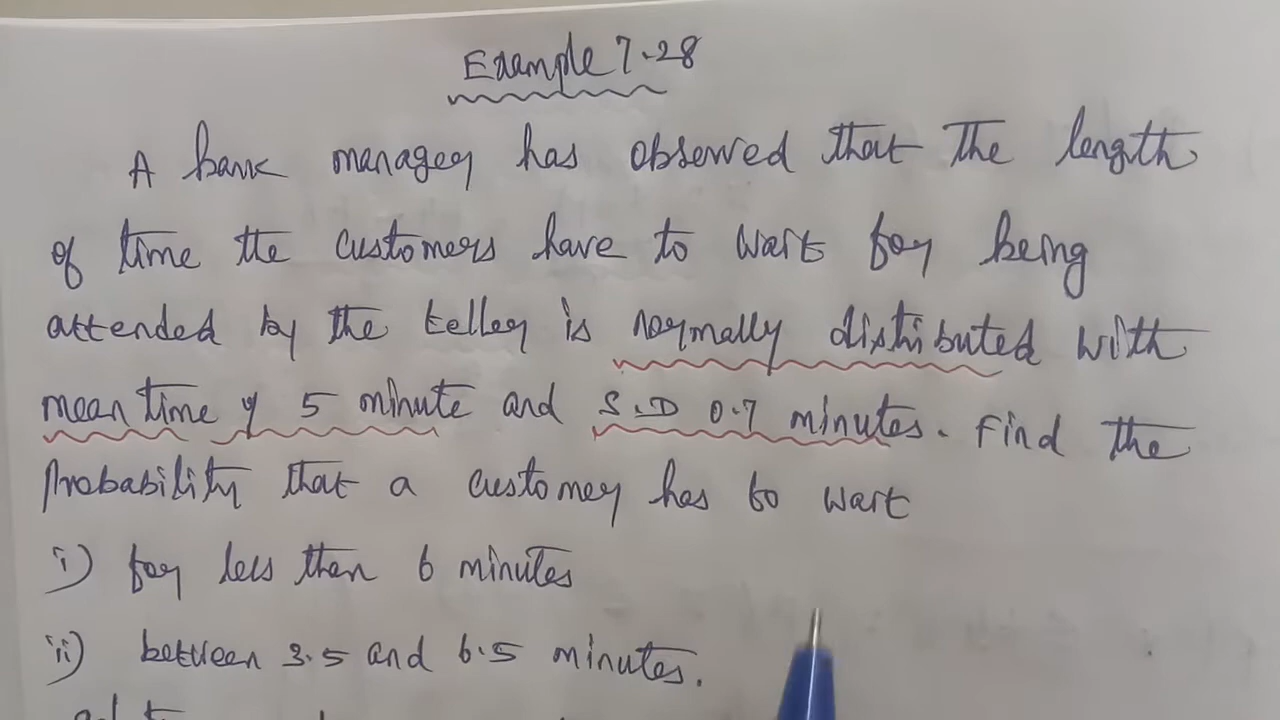 Example 7.28
A bank manager has observed that the length
of time the customers have to wait for being
attended by the teller is normally distributed with
mean time of 5 minute and S.D 0.7 minutes. Find the
Probability that a customer has to wait
i) for less than 6 minutes
ii) between 3.5 and 6.5 minutes.